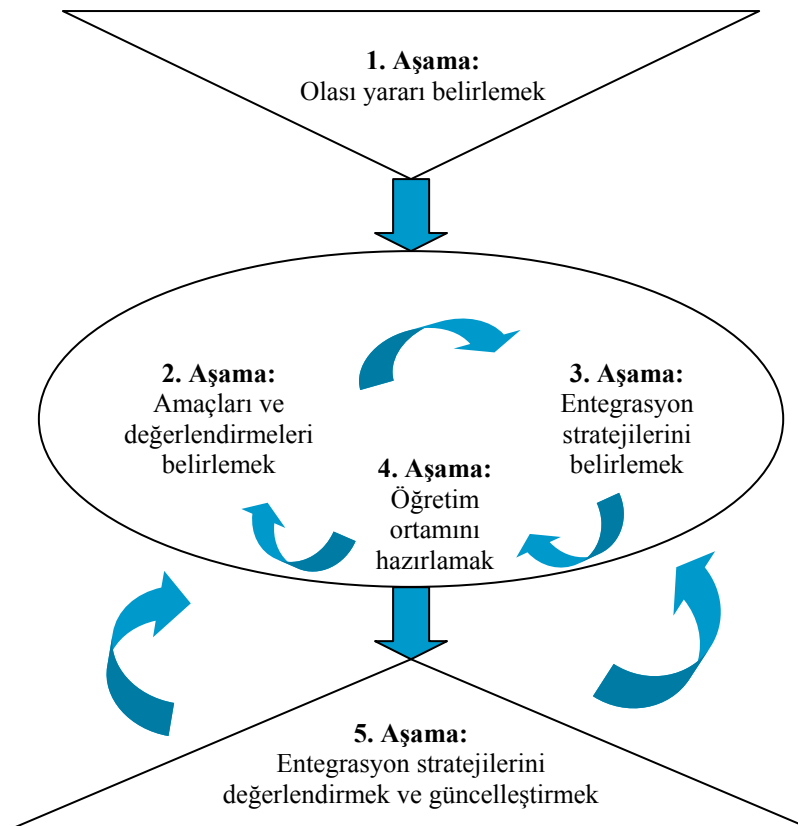 1. Aşama:
Olası yararı belirlemek
2. Aşama:
Amaçları ve
değerlendirmeleri
belirlemek
3. Aşama:
Entegrasyon
stratejilerini
belirlemek
4. Aşama:
Öğretim
ortamını
hazırlamak
5. Aşama:
Entegrasyon stratejilerini
değerlendirmek ve güncelleştirmek